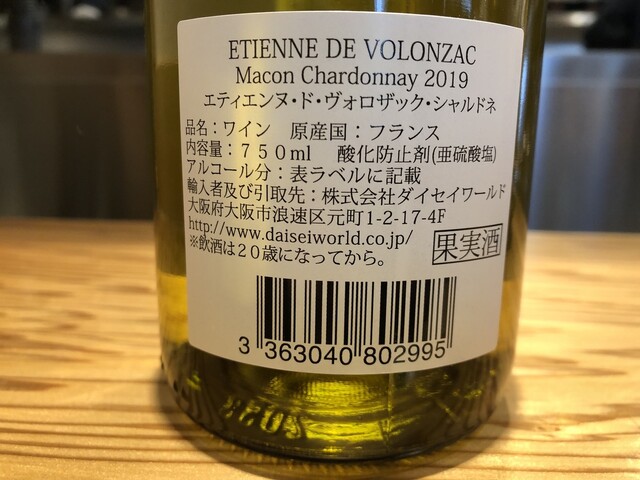 ETIENNE DE VOLONZAC
Macon Chardonnay 2019
エティエンヌ・ド・ヴォロザック・シャルドネ
品名：ワイン　原産国：フランス
内容量：７５０ml　酸化防止剤(亜硫酸塩)
アルコール分：表ラベルに記載
輸入者及び引取先：株式会社ダイセイワールド
大阪府大阪市浪速区元町1-2-17-4F
http://www.daiseiworld.co.jp/
※飲酒は２０歳になってから。
果実酒
3 363040 802995